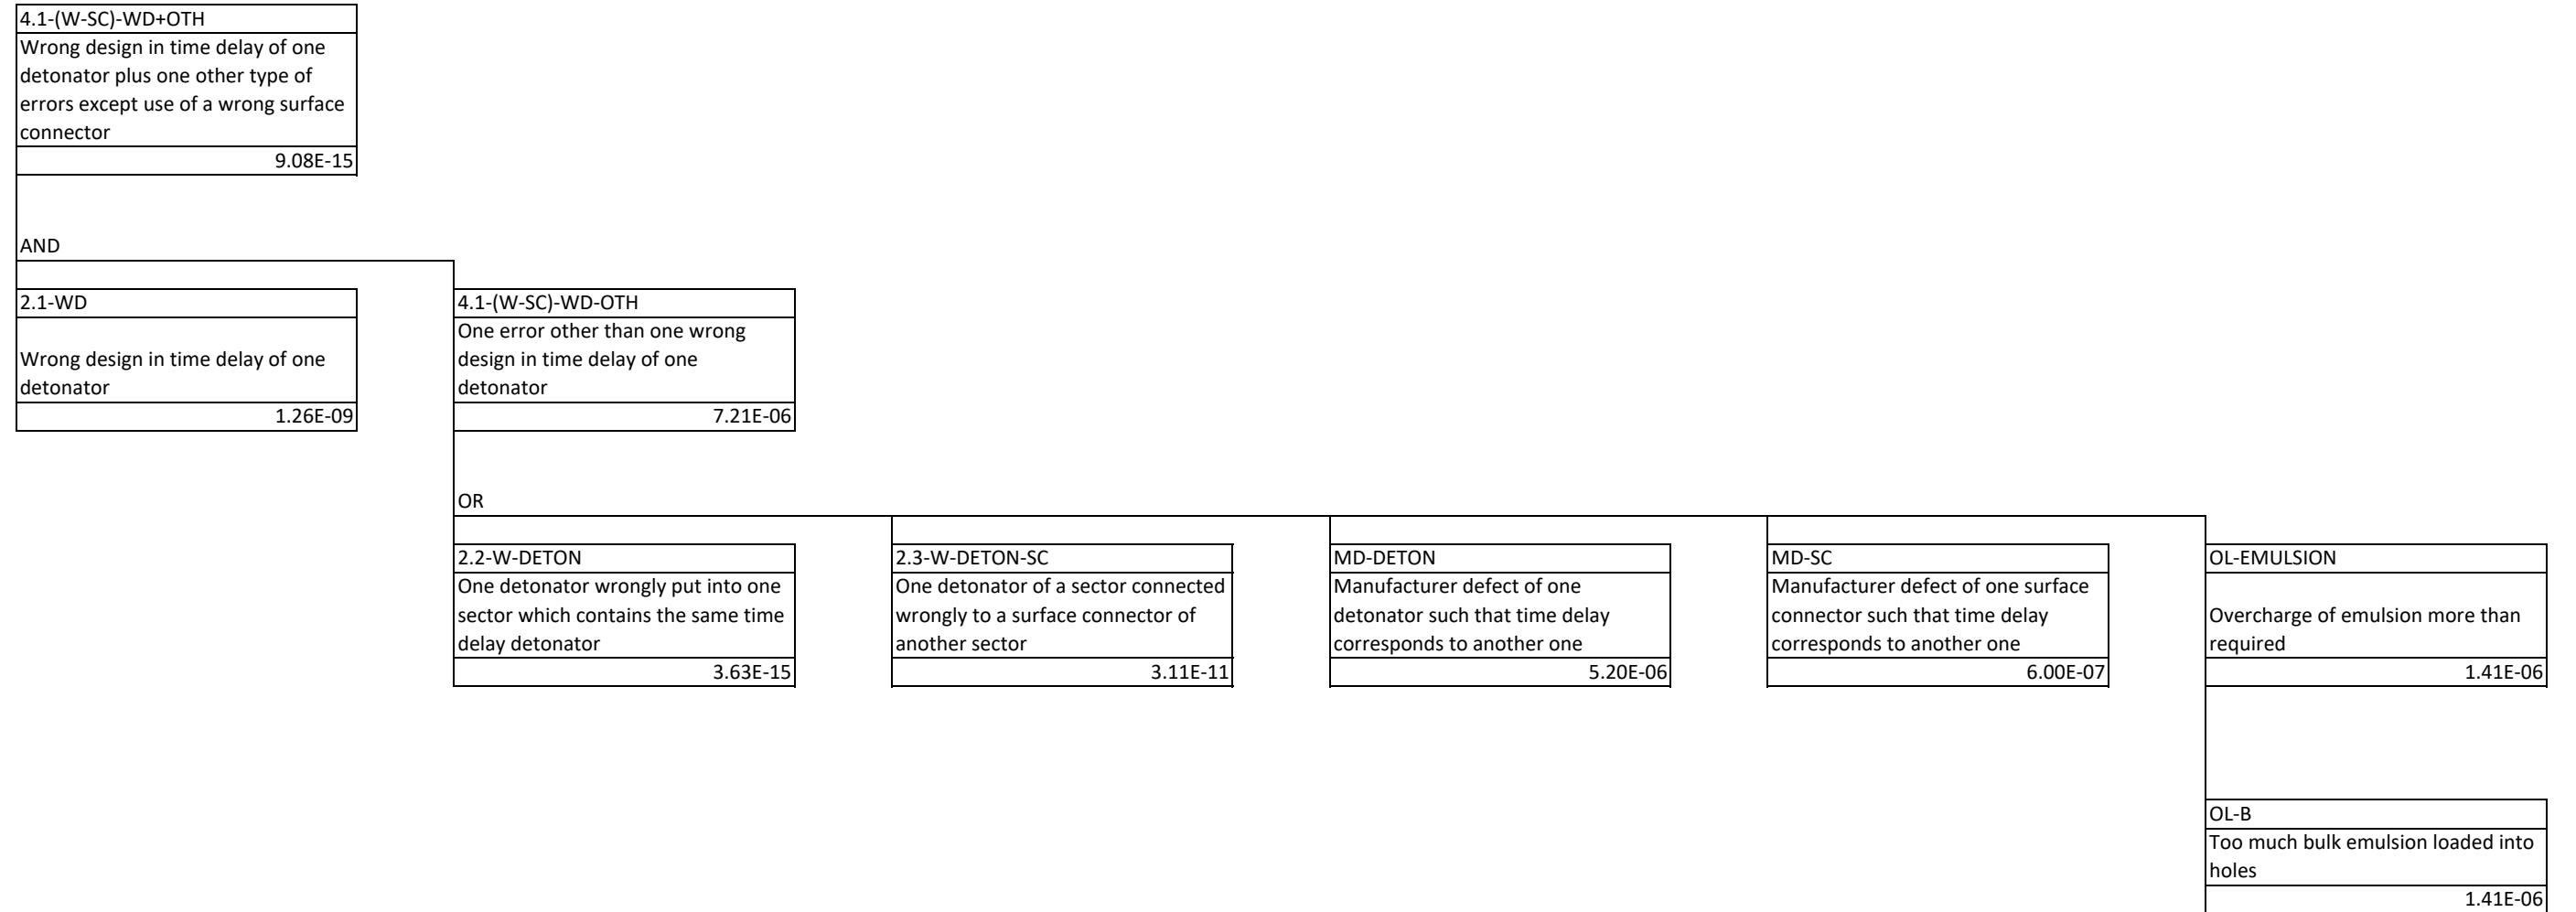 4.1-(W-SC)-WD+OTH
Wrong design in time delay of one
detonator plus one other type of
errors except use of a wrong surface
connector
9.08E-15
AND
2.1-WD
Wrong design in time delay of one
detonator
1.26E-09
4.1-(W-SC)-WD-OTH
One error other than one wrong
design in time delay of one
detonator
7.21E-06
OR
2.2-W-DETON
One detonator wrongly put into one
sector which contains the same time
delay detonator
3.63E-15
2.3-W-DETON-SC
One detonator of a sector connected
wrongly to a surface connector of
another sector
3.11E-11
MD-DETON
Manufacturer defect of one
detonator such that time delay
corresponds to another one
5.20E-06
MD-SC
Manufacturer defect of one surface
connector such that time delay
corresponds to another one
6.00E-07
OL-EMULSION
Overcharge of emulsion more than
required
1.41E-06
OL-B
Too much bulk emulsion loaded into
holes
1.41E-06